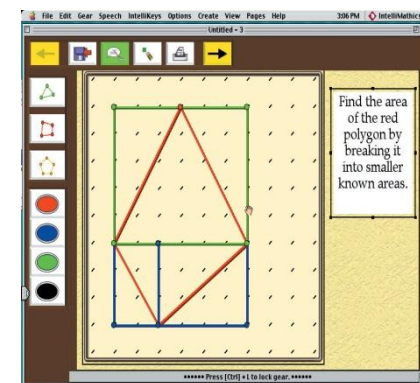 File Edit Gear Speech IntelliKeys Options Create View Pages Help 3:06 PM IntelliMathics
Untitled - 3
Find the area
of the red
polygon by
breaking it
into smaller
known areas.
•••••• Press [Ctrl] + L to lock gear. ••••••